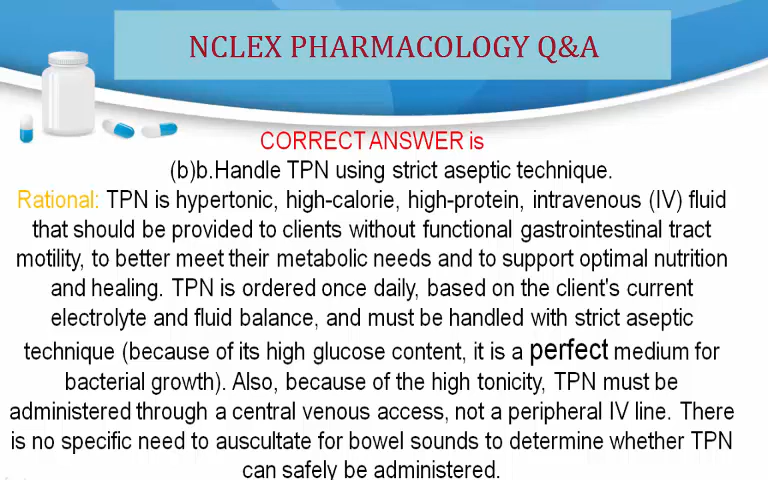 NCLEX PHARMACOLOGY Q&A
CORRECT ANSWER is
(b)b.Handle TPN using strict aseptic technique.
Rational: TPN is hypertonic, high-calorie, high-protein, intravenous (IV) fluid
that should be provided to clients without functional gastrointestinal tract
motility, to better meet their metabolic needs and to support optimal nutrition
and healing. TPN is ordered once daily, based on the client's current
electrolyte and fluid balance, and must be handled with strict aseptic
technique (because of its high glucose content, it is a perfect medium for
bacterial growth). Also, because of the high tonicity, TPN must be
administered through a central venous access, not a peripheral IV line. There
is no specific need to auscultate for bowel sounds to determine whether TPN
can safely be administered.